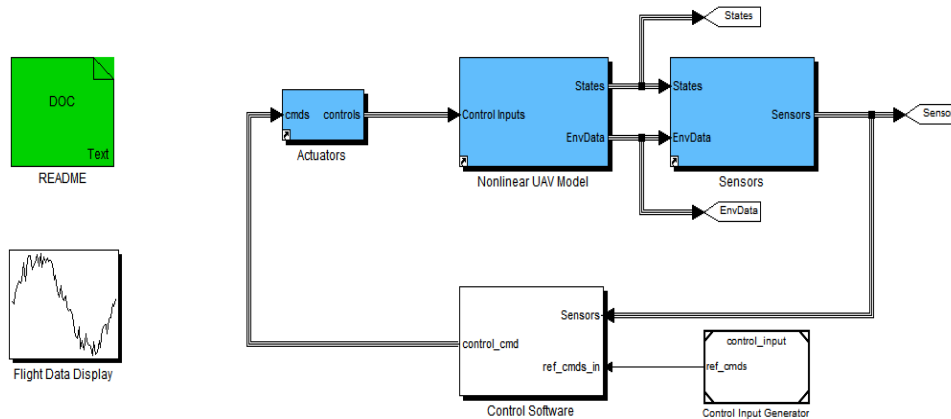 States
DOC
Text
README
cmds
controls
Actuators
Control Inputs
States
EnvData
Nonlinear UAV Model
States
EnvData
Sensors
Sensors
Senso
EnvData
Flight Data Display
Sensors
control_cmd
ref_cmds_in
Control Software
control_input
ref_cmds
Control Input Generator